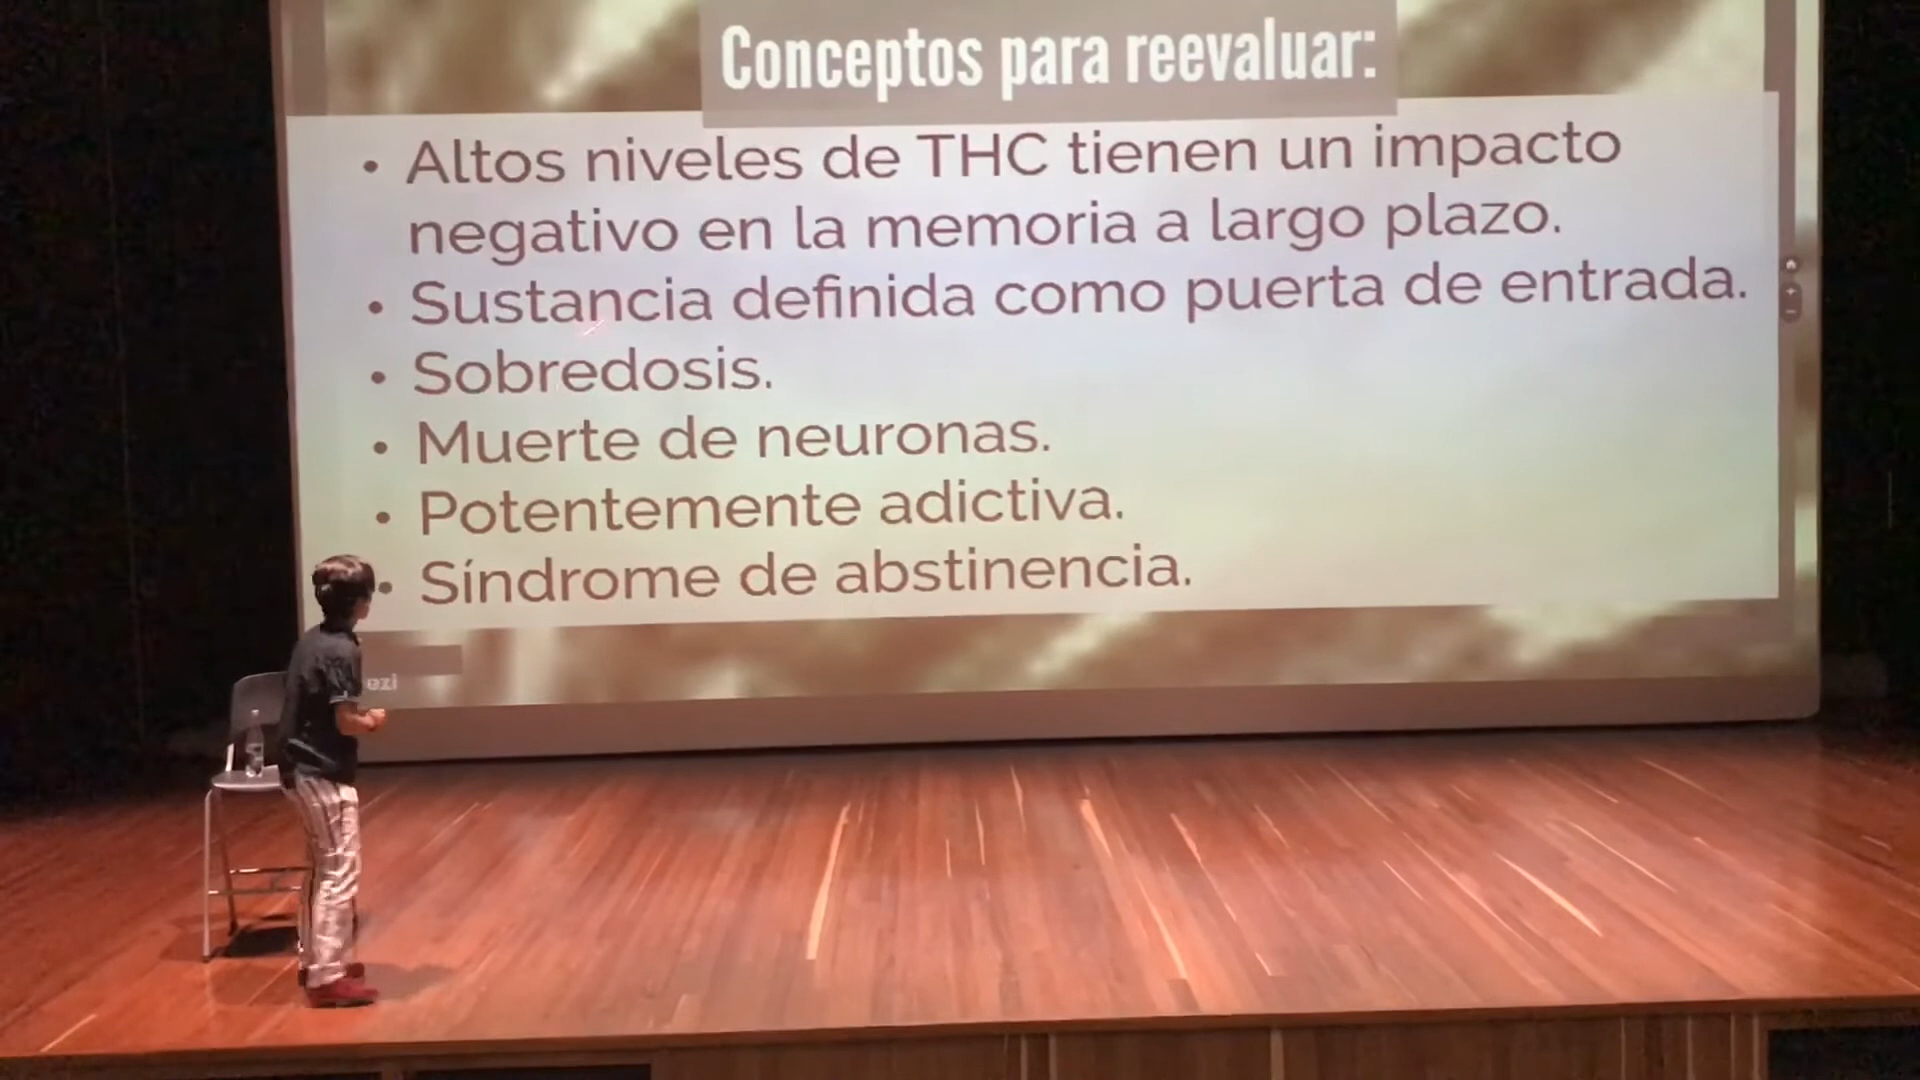 Conceptos para reevaluar:
• Altos niveles de THC tienen un impacto
negativo en la memoria a largo plazo.
• Sustancia definida como puerta de entrada.
• Sobredosis.
• Muerte de neuronas.
• Potentemente adictiva.
• Síndrome de abstinencia.
ezi